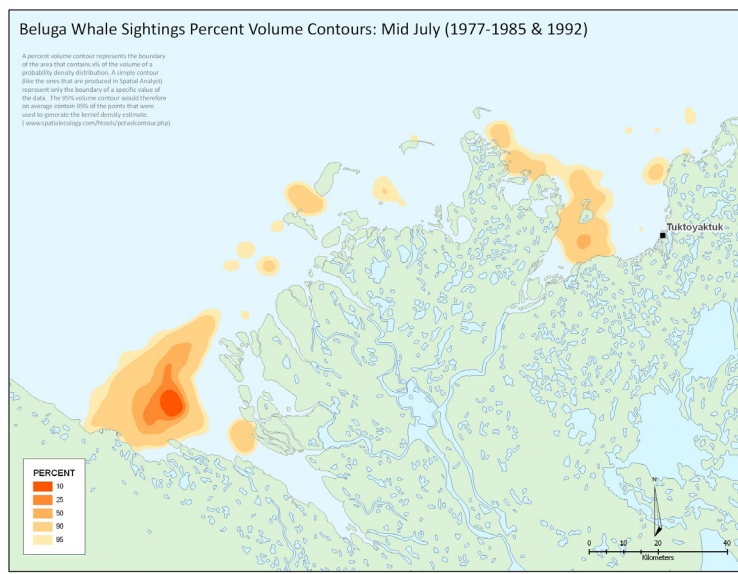 Beluga Whale Sightings Percent Volume Contours: Mid July (1977-1985 & 1992)
A percent volume contour represents the boundary
of the area that contains x% of the volume of a
probability density distribution. A simple contour
(like the ones that are produced in Spatial Analyst)
represent only the boundary of a specific value of
the data. The 95% volume contour would therefore
on average contain 95% of the points that were
used to generate the kernel density estimate.
( www.spatialecology.com/htools/pctvolcontour.php)
Tuktoyaktuk
PERCENT
10
25
50
90
95
N
0 10 20 40
Kilometers